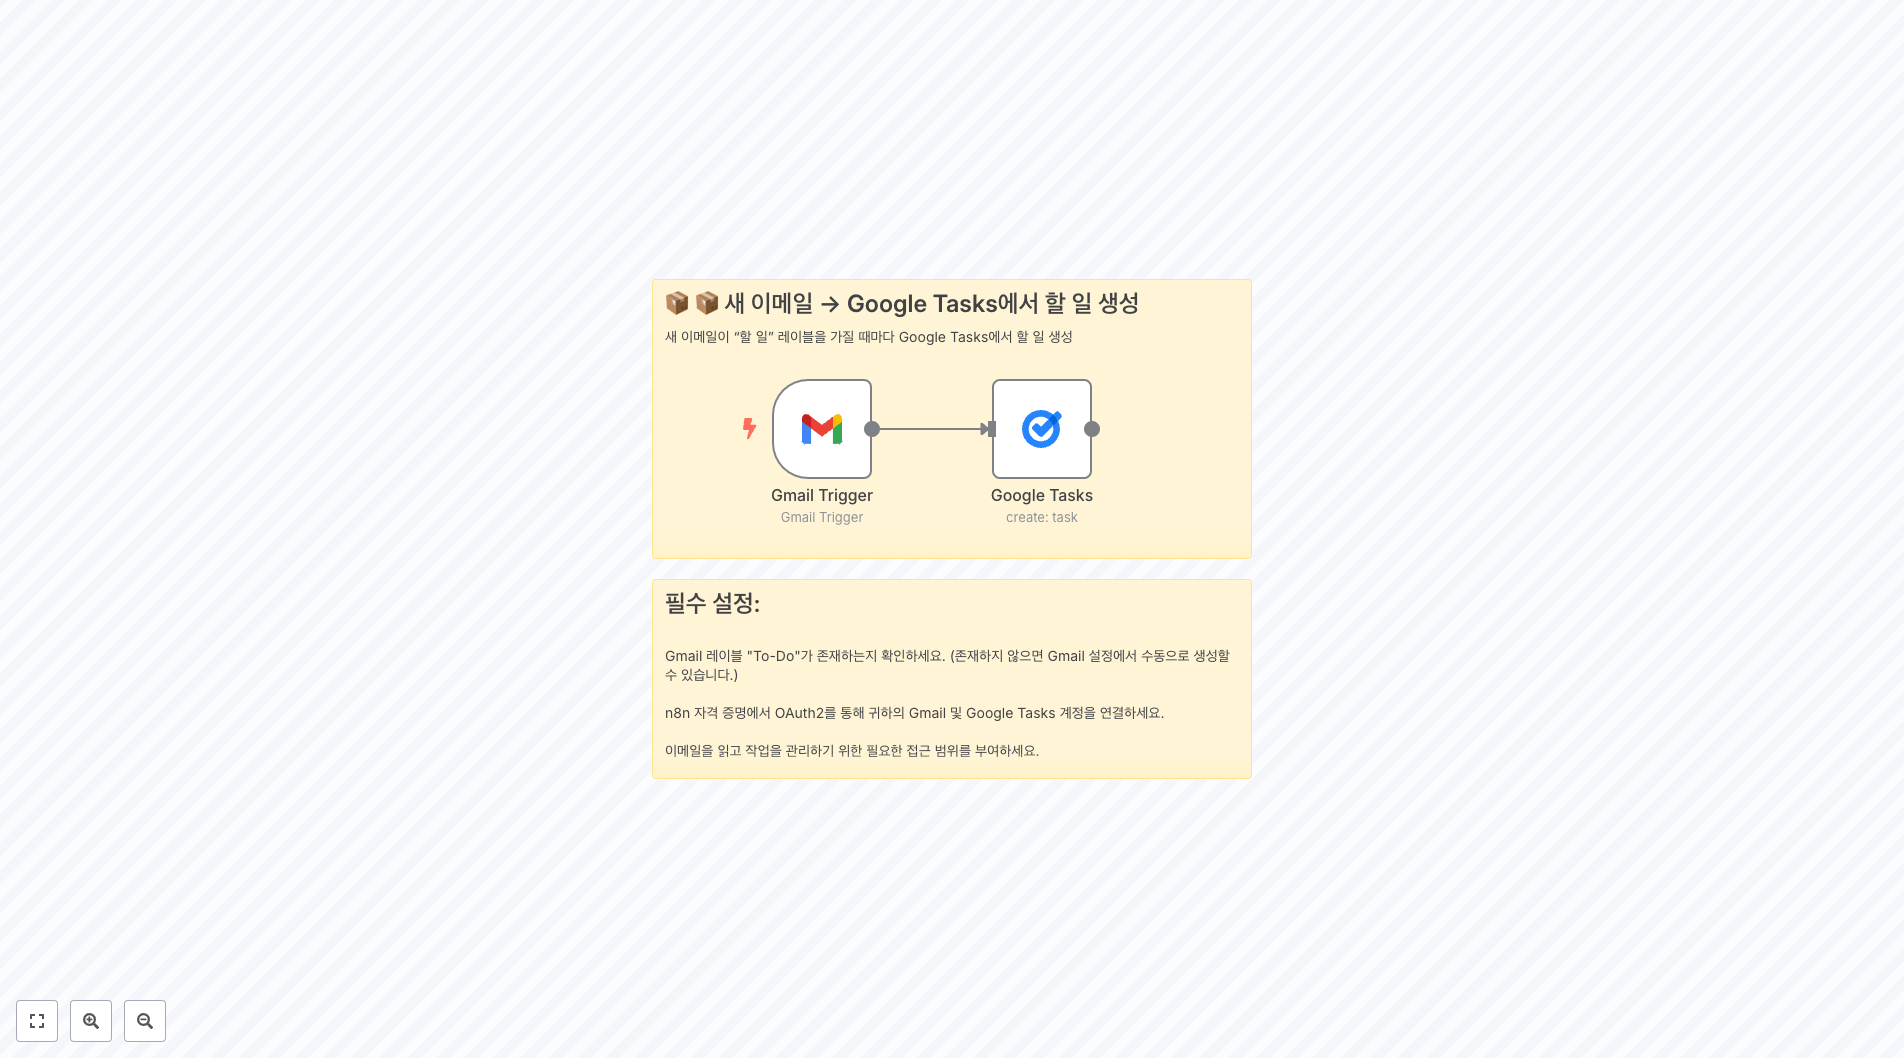 📦 📦 새 이메일 → Google Tasks에서 할 일 생성
새 이메일이 “할 일” 레이블을 가질 때마다 Google Tasks에서 할 일 생성
Gmail Trigger
Gmail Trigger
Google Tasks
create: task
필수 설정:
Gmail 레이블 "To-Do"가 존재하는지 확인하세요. (존재하지 않으면 Gmail 설정에서 수동으로 생성할
수 있습니다.)
n8n 자격 증명에서 OAuth2를 통해 귀하의 Gmail 및 Google Tasks 계정을 연결하세요.
이메일을 읽고 작업을 관리하기 위한 필요한 접근 범위를 부여하세요.